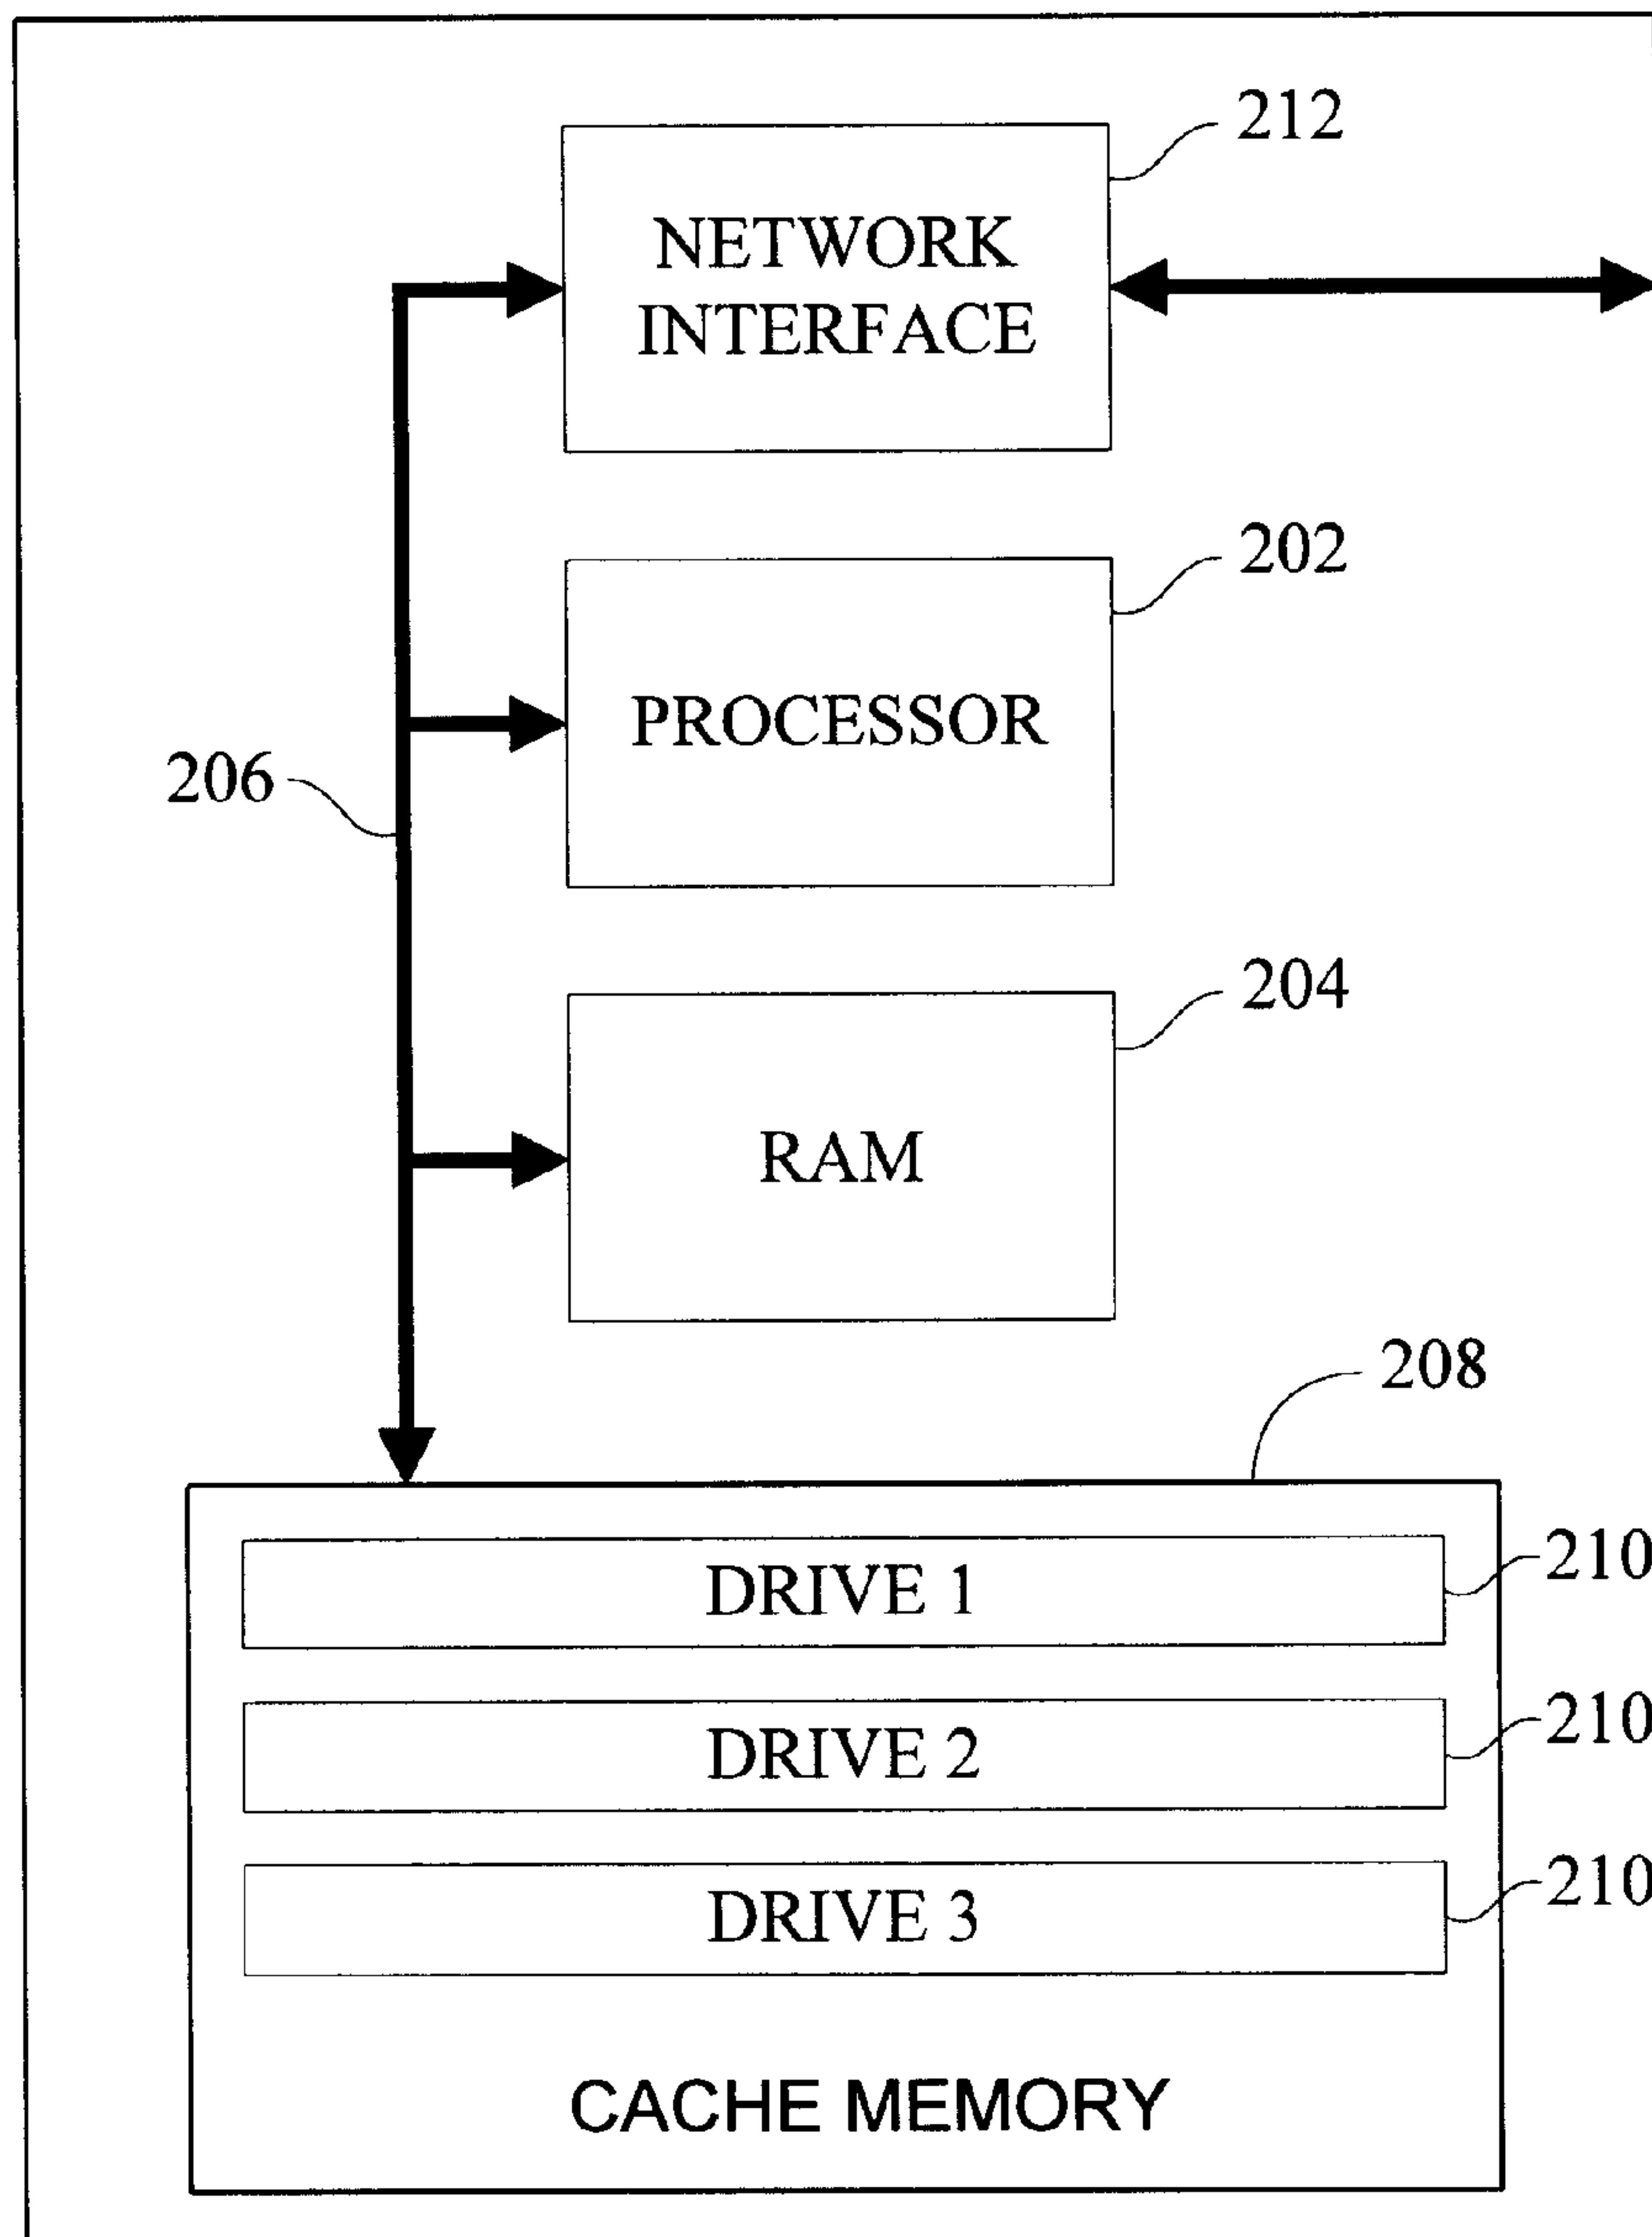 212
NETWORK
INTERFACE
202
PROCESSOR
206
204
RAM
208
DRIVE 1
210
DRIVE 2
210
DRIVE 3
210
CACHE MEMORY